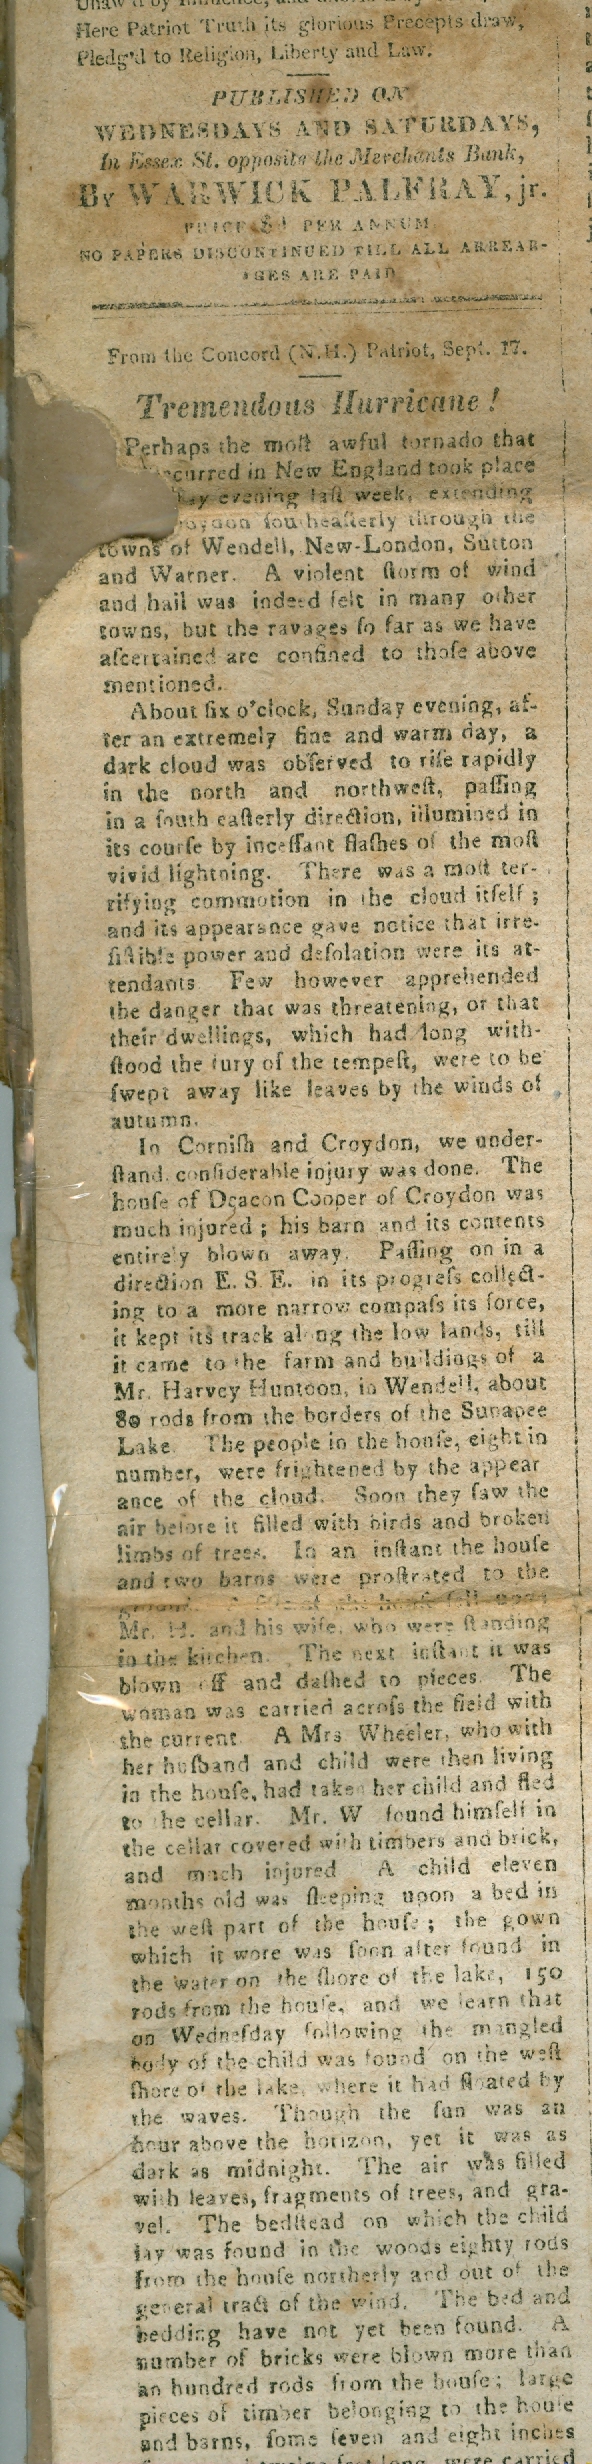 Unaw'd by Influence, and
Here Patriot Truth its glorious Precepts draw,
Pledg'd to Religion, Liberty and Law.
PUBLISHED ON
WEDNESDAYS AND SATURDAYS,
In Essex St. opposite the Merchants Bank,
By WARWICK PALFRAY, jr.
PRICE $ PER ANNUM
NO PAPERS DISCONTINUED TILL ALL ARREAR-
AGES ARE PAID
From the Concord (N.H.) Patriot, Sept. 17.
Tremendous Hurricane!
Perhaps the moſt awful tornado that
occurred in New England took place
evening laſt week, extending
ſoutheaſterly through the
towns of Wendell, New-London, Sutton
and Warner. A violent ſtorm of wind
and hail was indeed felt in many other
towns, but the ravages ſo far as we have
aſcertained are confined to thoſe above
mentioned.
About ſix o'clock, Sunday evening, af-
ter an extremely fine and warm day, a
dark cloud was obſerved to riſe rapidly
in the north and northweſt, paſſing
in a ſouth eaſterly direction, illumined in
its courſe by inceſſant flaſhes of the moſt
vivid lightning. There was a moſt ter-
rifying commotion in the cloud itſelf;
and its appearance gave notice that irre-
ſiſtible power and deſolation were its at-
tendants Few however apprehended
the danger that was threatening, or that
their dwellings, which had long with-
ſtood the fury of the tempeſt, were to be
ſwept away like leaves by the winds of
autumn.
In Corniſh and Croydon, we under-
ſtand, conſiderable injury was done. The
houſe of Deacon Cooper of Croydon was
much injured; his barn and its contents
entirely blown away. Paſſing on in a
direction E. S. E. in its progreſs collect-
ing to a more narrow compaſs its force,
it kept its track along the low lands, till
it came to the farm and buildings of a
Mr. Harvey Huntoon, in Wendell, about
80 rods from the borders of the Sunapee
Lake. The people in the houſe, eight in
number, were frightened by the appear
ance of the cloud. Soon they ſaw the
air before it filled with birds and broken
limbs of trees. In an inſtant the houſe
and two barns were proſtrated to the
ground. A ſide of the houſe fell upon
Mr. H. and his wife, who were ſtanding
in the kitchen. The next inſtant it was
blown off and daſhed to pieces. The
woman was carried acroſs the field with
the current A Mrs Wheeler, who with
her huſband and child were then living
in the houſe, had taken her child and fled
to the cellar. Mr. W found himſelf in
the cellar covered with timbers and brick,
and much injured A child eleven
months old was ſleeping upon a bed in
the weſt part of the houſe; the gown
which it wore was ſoon after found in
the water on the ſhore of the lake, 150
rods from the houſe, and we learn that
on Wedneſday following the mangled
body of the child was found on the weſt
ſhore of the lake, where it had floated by
the waves. Though the ſun was an
hour above the horizon, yet it was as
dark as midnight. The air was filled
with leaves, fragments of trees, and gra-
vel. The bedſtead on which the child
lay was found in the woods eighty rods
from the houſe northerly and out of the
general tract of the wind. The bed and
bedding have not yet been found. A
number of bricks were blown more than
an hundred rods from the houſe; large
pieces of timber belonging to the houſe
and barns, ſome ſeven and eight inches
twelve feet long, were carried